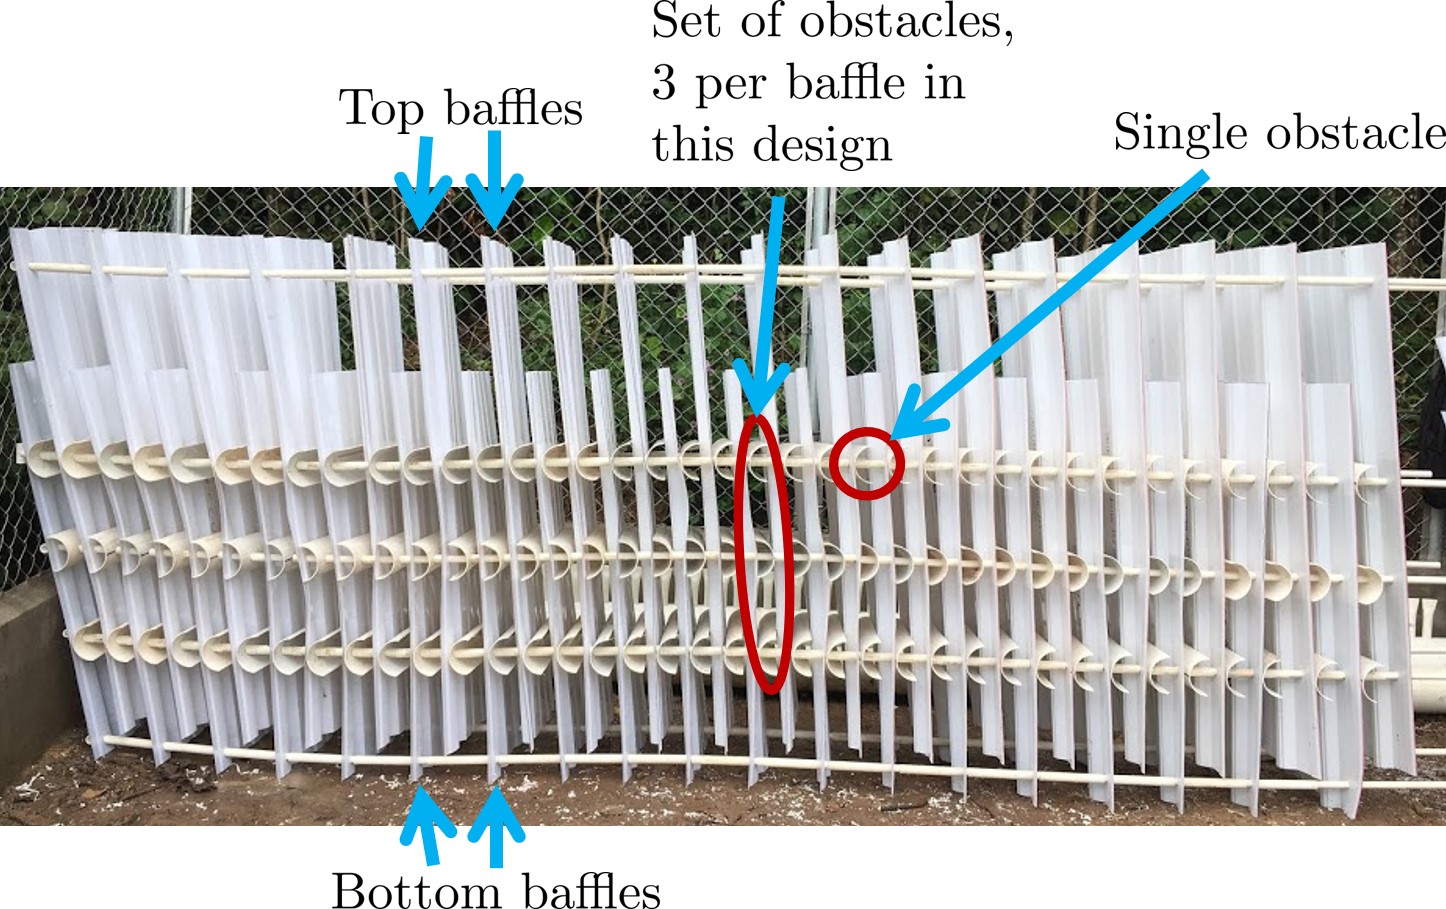 Set of obstacles,
3 per baffle in
this design
Top baffles
Single obstacle
Bottom baffles